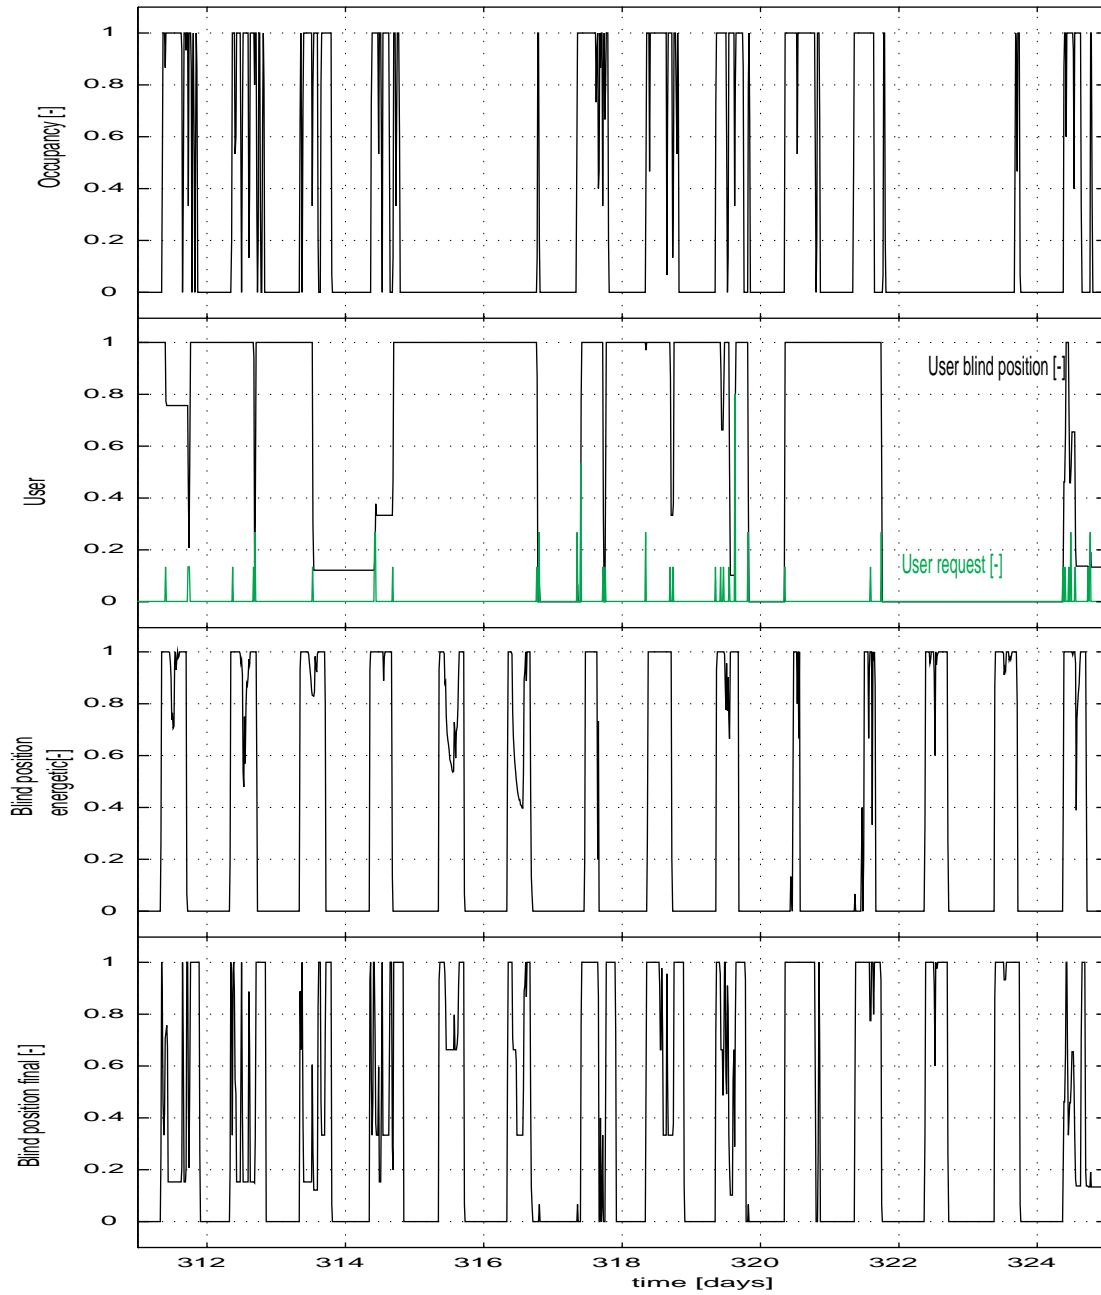 1
0.8
0.6
0.4
0.2
0
Occupancy [-]
1
0.8
0.6
0.4
0.2
0
User
User blind position [-]
User request [-]
1
0.8
0.6
0.4
0.2
0
Blind position
energetic[-]
1
0.8
0.6
0.4
0.2
0
Blind position final [-]
312 314 316 318 320 322 324
time [days]